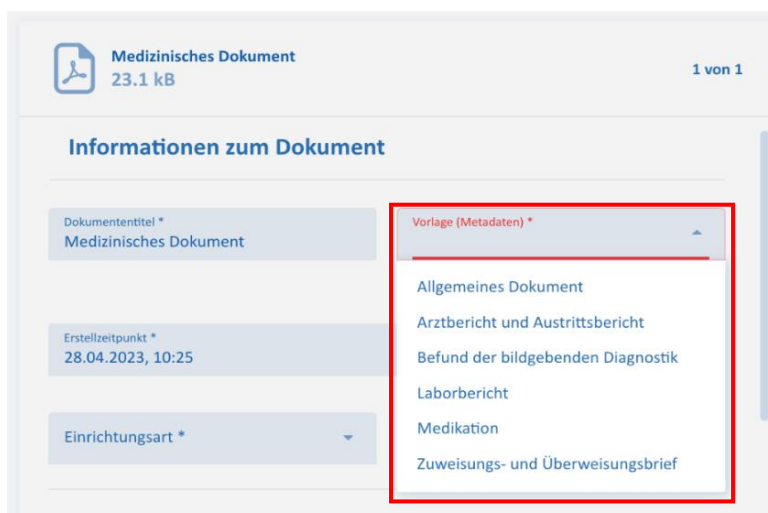 Medizinisches Dokument
23.1 kB
1 von 1
Informationen zum Dokument
Dokumententitel *
Medizinisches Dokument
Vorlage (Metadaten) *
Allgemeines Dokument
Arztbericht und Austrittsbericht
Befund der bildgebenden Diagnostik
Laborbericht
Medikation
Zuweisungs- und Überweisungsbrief
Erstellzeitpunkt *
28.04.2023, 10:25
Einrichtungsart *